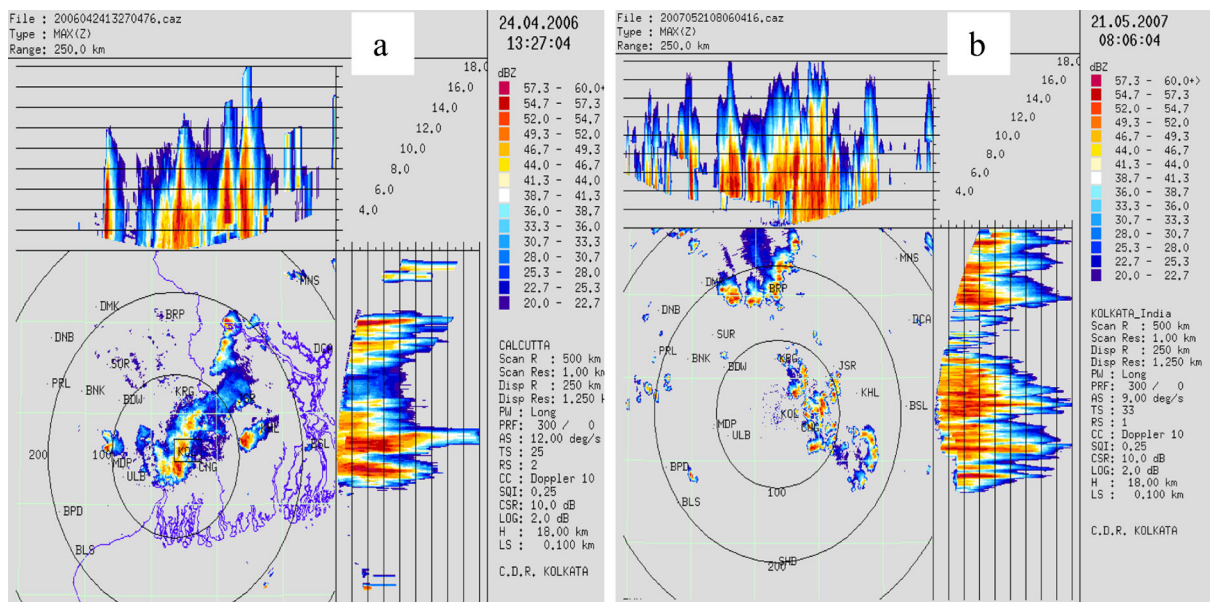 File : 2006042413270476.caz
Type : MAX(Z)
Range: 250.0 km
a
18.0
16.0
14.0
12.0
10.0
8.0
6.0
4.0
MNS
DMK
BRP
DNB
SUR
DCA
PRL
BNK
BDW
KRG
JSR
200
100
MDP
ULB
CNG
BSL
BPD
BLS
24.04.2006
13:27:04
dBZ
57.3 - 60.0+
54.7 - 57.3
52.0 - 54.7
49.3 - 52.0
46.7 - 49.3
44.0 - 46.7
41.3 - 44.0
38.7 - 41.3
36.0 - 38.7
33.3 - 36.0
30.7 - 33.3
28.0 - 30.7
25.3 - 28.0
22.7 - 25.3
20.0 - 22.7
CALCUTTA
Scan R : 500 km
Scan Res: 1,00 km
Disp R : 250 km
Disp Res: 1,250 k
PW : Long
PRF: 300 / 0
AS : 12.00 deg/s
TS : 25
RS : 2
CC : Doppler 10
SQI: 0,25
CSR: 10.0 dB
LOG: 2.0 dB
H : 18.00 km
LS : 0.100 km
C.D.R. KOLKATA
File : 2007052108060416.caz
Type : MAX(Z)
Range: 250.0 km
b
18.0
16.0
14.0
12.0
10.0
8.0
6.0
4.0
MNS
DMK
BRP
DNB
SUR
DCA
PRL
BNK
BDW
KRG
JSR
KHL
BSL
KOL
MDP
ULB
BPD
BLS
100
SHD
200
21.05.2007
08:06:04
dBZ
57.3 - 60.0+>
54.7 - 57.3
52.0 - 54.7
49.3 - 52.0
46.7 - 49.3
44.0 - 46.7
41.3 - 44.0
38.7 - 41.3
36.0 - 38.7
33.3 - 36.0
30.7 - 33.3
28.0 - 30.7
25.3 - 28.0
22.7 - 25.3
20.0 - 22.7
KOLKATA_India
Scan R : 500 km
Scan Res: 1,00 km
Disp R : 250 km
Disp Res: 1,250 km
PW : Long
PRF: 300 / 0
AS : 9,00 deg/s
TS : 33
RS : 1
CC : Doppler 10
SQI: 0,25
CSR: 10.0 dB
LOG: 2.0 dB
H : 18.00 km
LS : 0.100 km
C.D.R. KOLKATA